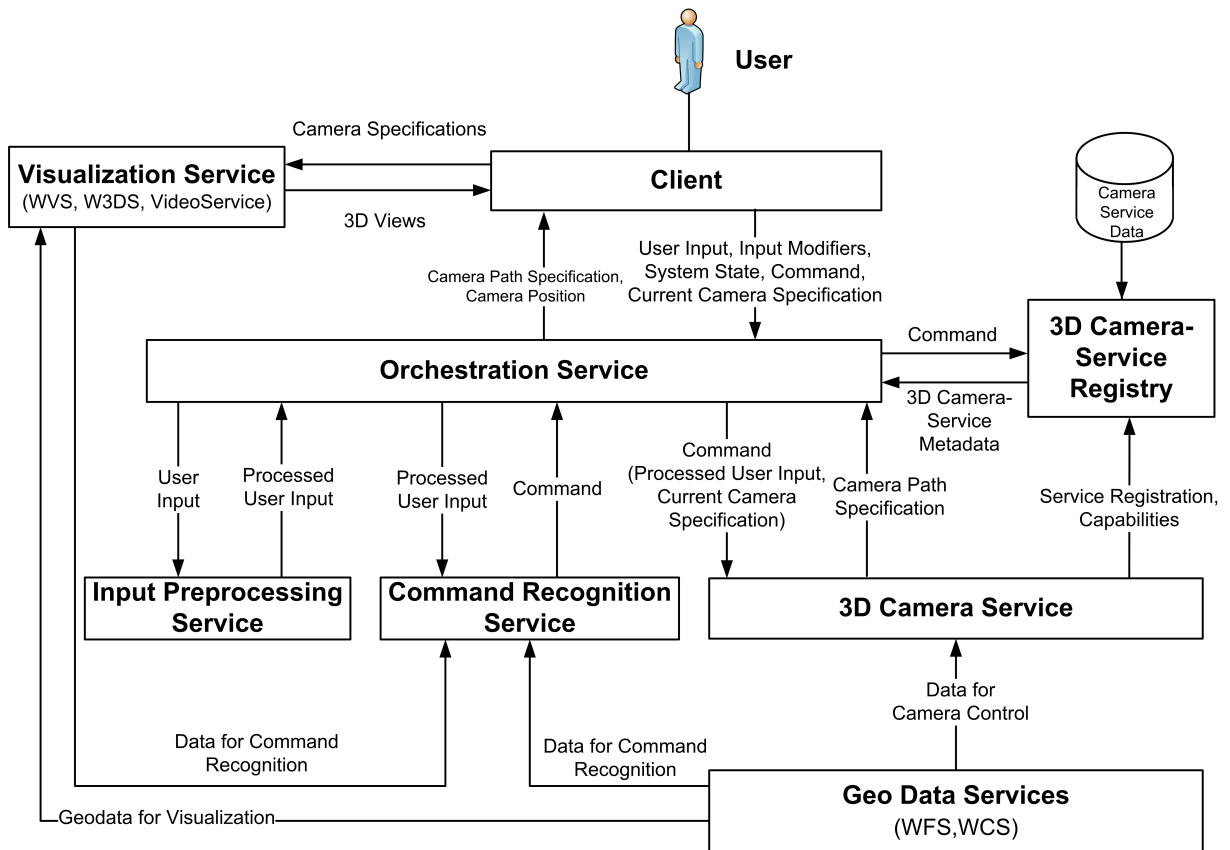 User
Camera Specifications
Visualization Service
(WVS, W3DS, VideoService)
Client
3D Views
Camera
Service
Data
User Input, Input Modifiers,
System State, Command,
Current Camera Specification
Camera Path Specification,
Camera Position
3D Camera-
Service
Registry
Command
Orchestration Service
3D Camera-
Service
Metadata
User
Input
Processed
User Input
Processed
User Input
Command
Command
(Processed User Input,
Current Camera
Specification)
Camera Path
Specification
Service Registration,
Capabilities
Input Preprocessing
Service
Command Recognition
Service
3D Camera Service
Data for
Camera Control
Data for Command
Recognition
Data for Command
Recognition
Geo Data Services
(WFS,WCS)
Geodata for Visualization